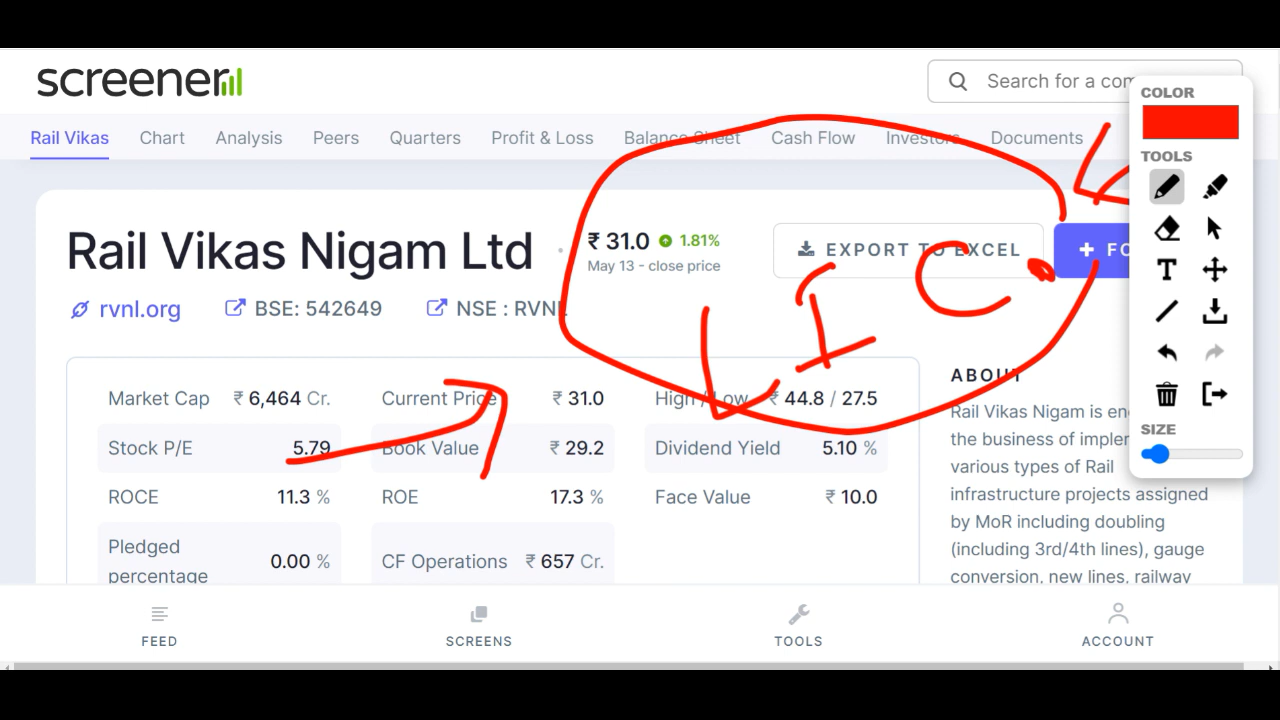 screener
Search for a com
COLOR
TOOLS
SIZE
Rail Vikas Chart Analysis Peers Quarters Profit & Loss Balance Sheet Cash Flow Investors Documents
Rail Vikas Nigam Ltd
₹ 31.0 1.81%
May 13 - close price
EXPORT TO EXCEL
+ FO
LIC
rvnl.org BSE: 542649 NSE : RVNL
Market Cap ₹ 6,464 Cr. Current Price ₹ 31.0 High / Low ₹ 44.8 / 27.5
Stock P/E 5.79 Book Value ₹ 29.2 Dividend Yield 5.10 %
ROCE 11.3 % ROE 17.3 % Face Value ₹ 10.0
Pledged percentage 0.00 % CF Operations ₹ 657 Cr.
ABOUT
Rail Vikas Nigam is en
the business of implem
various types of Rail
infrastructure projects assigned
by MoR including doubling
(including 3rd/4th lines), gauge
conversion, new lines, railway
FEED SCREENS TOOLS ACCOUNT